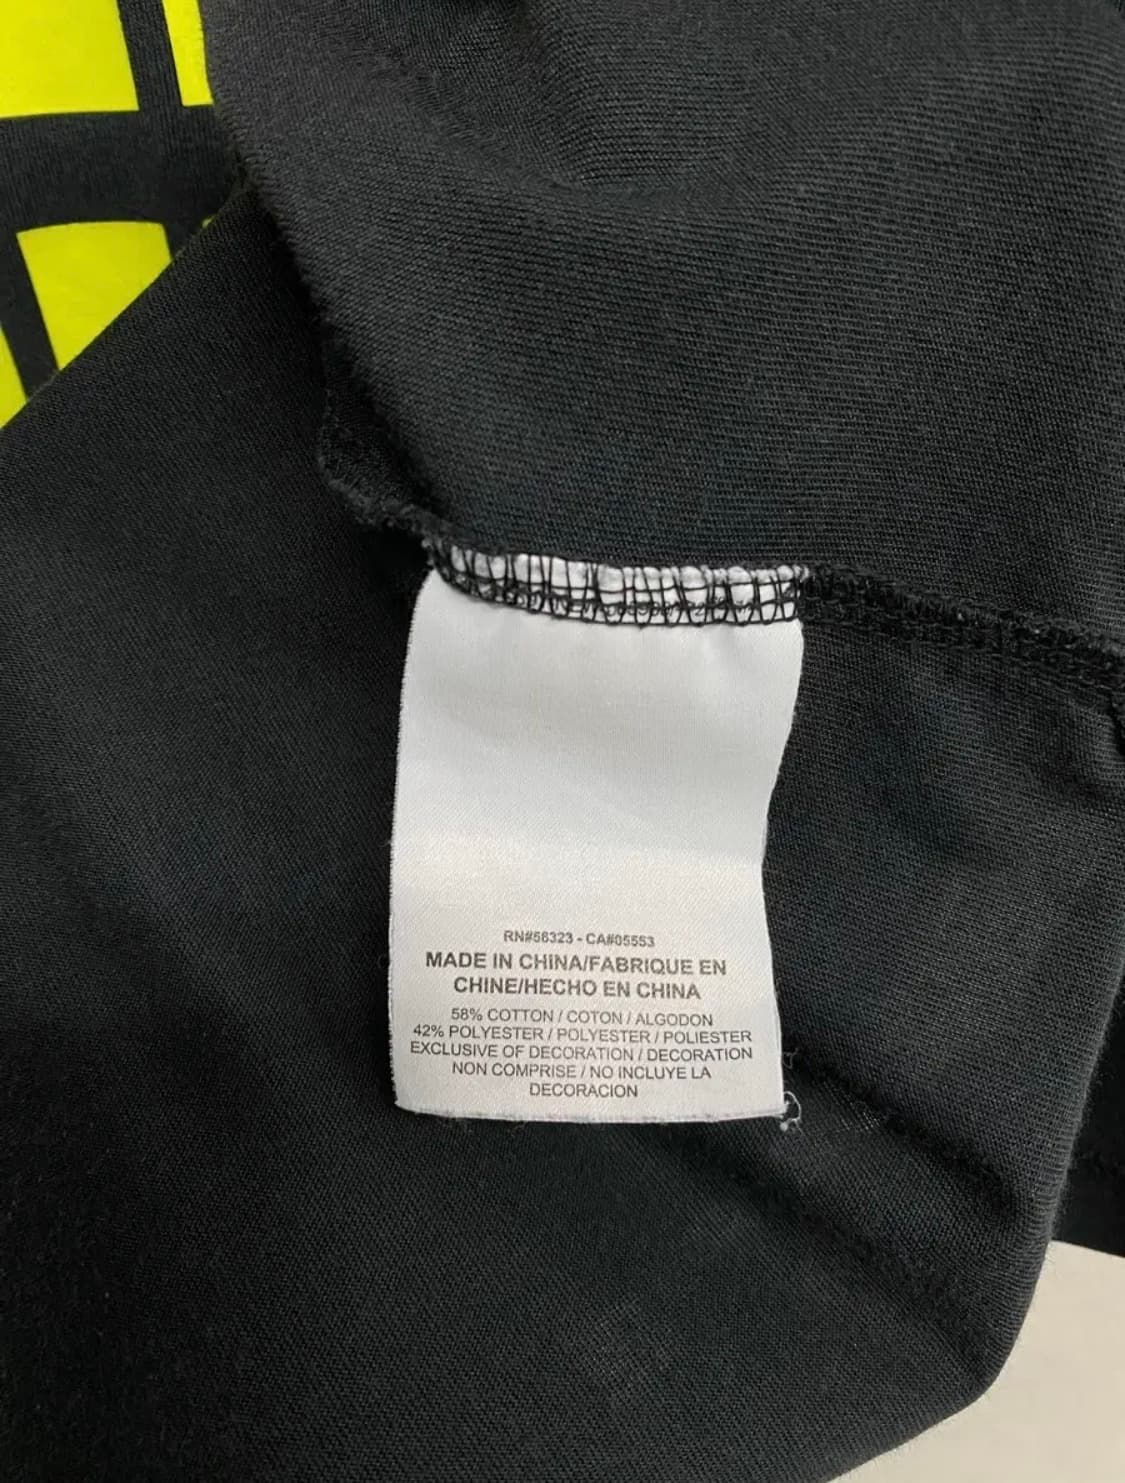 RN#56323 - CA#05553
MADE IN CHINA/FABRIQUE EN
CHINE/HECHO EN CHINA
58% COTTON / COTON / ALGODON
42% POLYESTER / POLYESTER / POLIESTER
EXCLUSIVE OF DECORATION / DECORATION
NON COMPRISE / NO INCLUYE LA
DECORACION